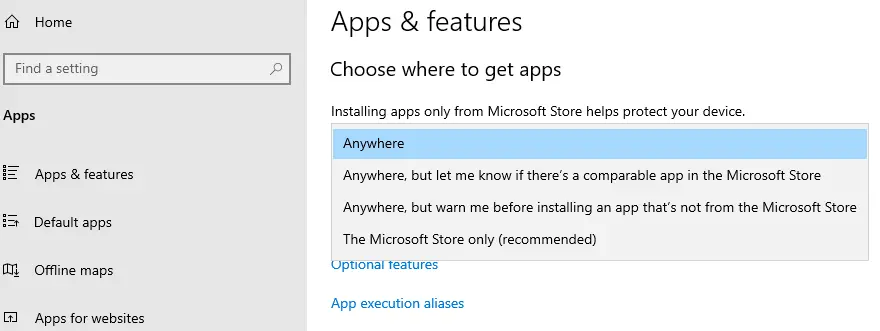 Home
Find a setting
Apps
Apps & features
Default apps
Offline maps
Apps for websites
Apps & features
Choose where to get apps
Installing apps only from Microsoft Store helps protect your device.
Anywhere
Anywhere, but let me know if there's a comparable app in the Microsoft Store
Anywhere, but warn me before installing an app that's not from the Microsoft Store
The Microsoft Store only (recommended)
Optional features
App execution aliases